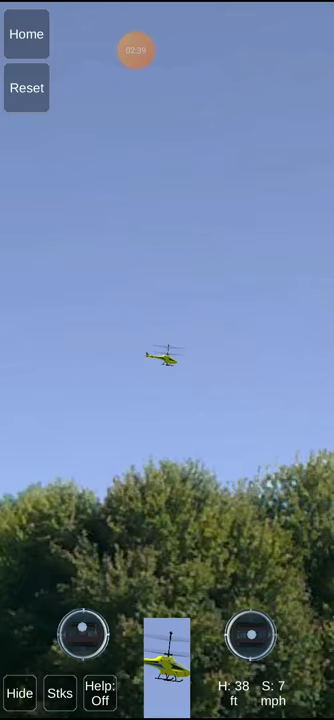 Home
02:39
Reset
Hide
Stks
Help:
Off
H: 38
ft
S: 7
mph